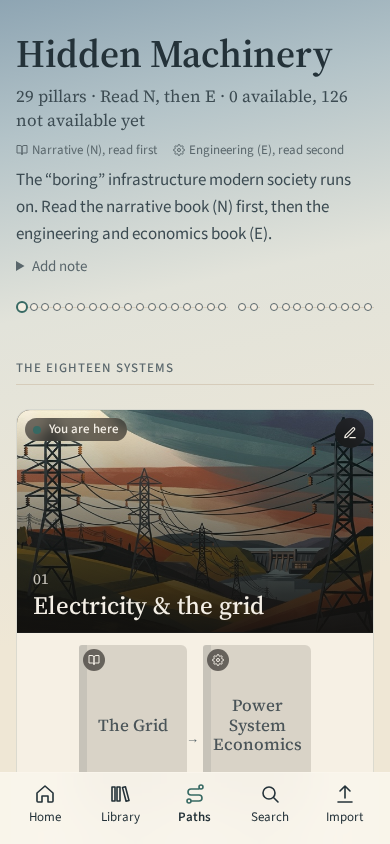 Hidden Machinery
29 pillars · Read N, then E · 0 available, 126
not available yet
Narrative (N), read first Engineering (E), read second
The “boring” infrastructure modern society runs
on. Read the narrative book (N) first, then the
engineering and economics book (E).
Add note
THE EIGHTEEN SYSTEMS
You are here
01
Electricity & the grid
The Grid
→
Power
System
Economics
Home Library Paths Search Import